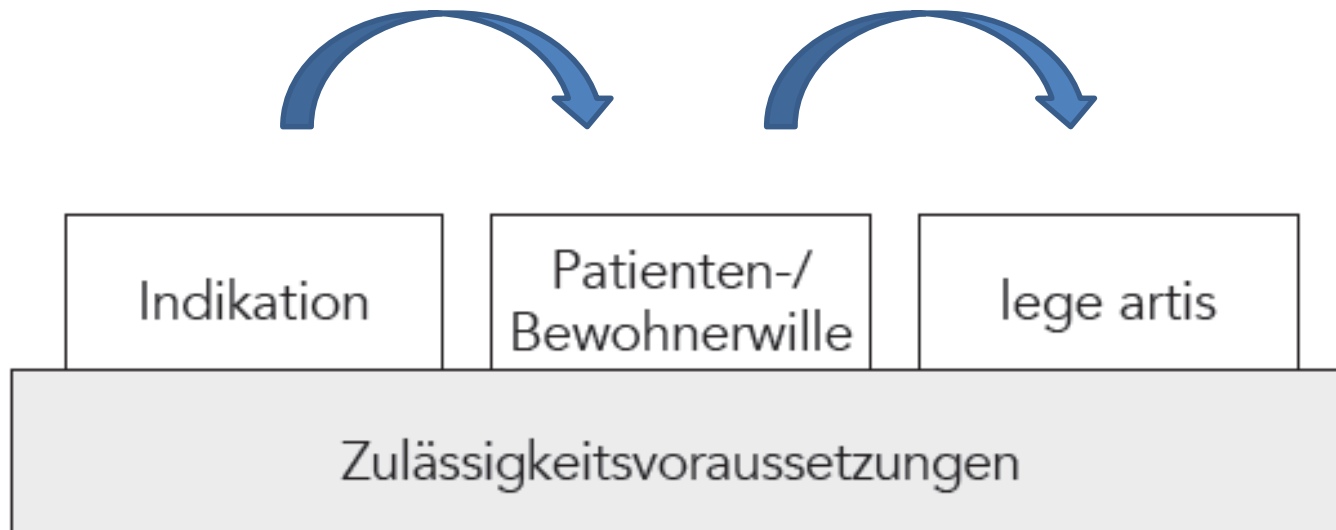 Indikation
Patienten-/
Bewohnerwille
lege artis
Zulässigkeitsvoraussetzungen